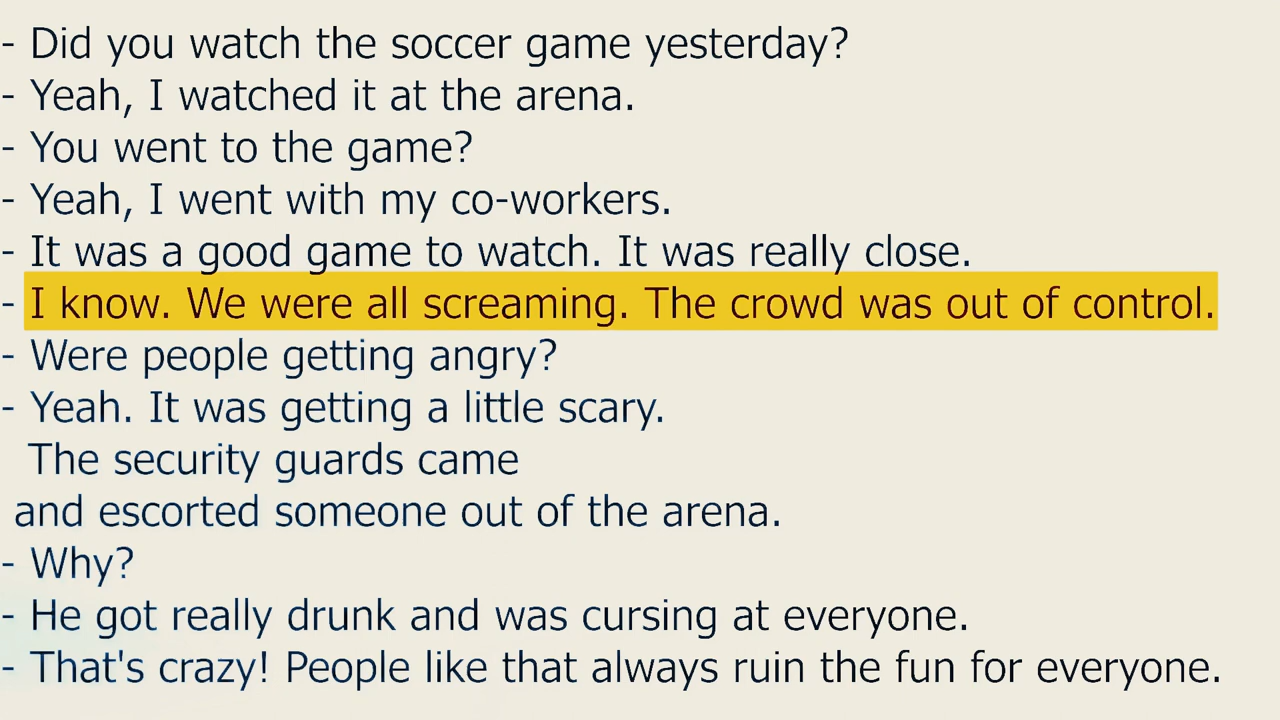 - Did you watch the soccer game yesterday?
- Yeah, I watched it at the arena.
- You went to the game?
- Yeah, I went with my co-workers.
- It was a good game to watch. It was really close.
- I know. We were all screaming. The crowd was out of control.
- Were people getting angry?
- Yeah. It was getting a little scary.
The security guards came
and escorted someone out of the arena.
- Why?
- He got really drunk and was cursing at everyone.
- That's crazy! People like that always ruin the fun for everyone.